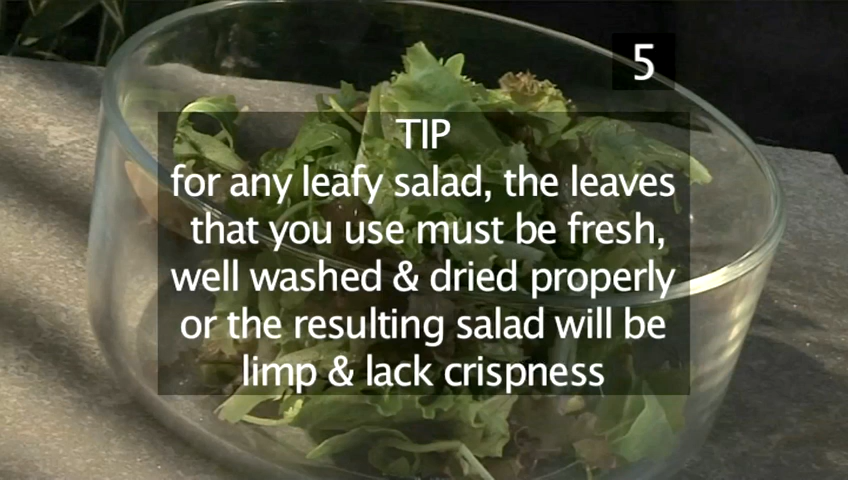 5
TIP
for any leafy salad, the leaves
that you use must be fresh,
well washed & dried properly
or the resulting salad will be
limp & lack crispness